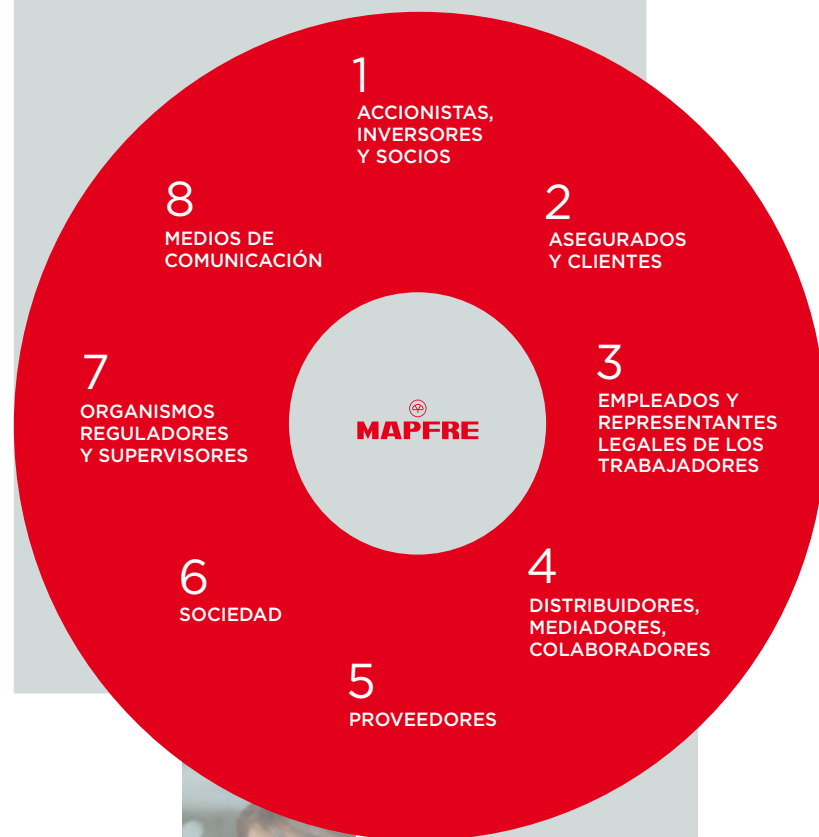 1
ACCIONISTAS,
INVERSORES
Y SOCIOS
2
ASEGURADOS
Y CLIENTES
3
EMPLEADOS Y
REPRESENTANTES
LEGALES DE LOS
TRABAJADORES
4
DISTRIBUIDORES,
MEDIADORES,
COLABORADORES
5
PROVEEDORES
6
SOCIEDAD
7
ORGANISMOS
REGULADORES
Y SUPERVISORES
8
MEDIOS DE
COMUNICACIÓN
MAPFRE